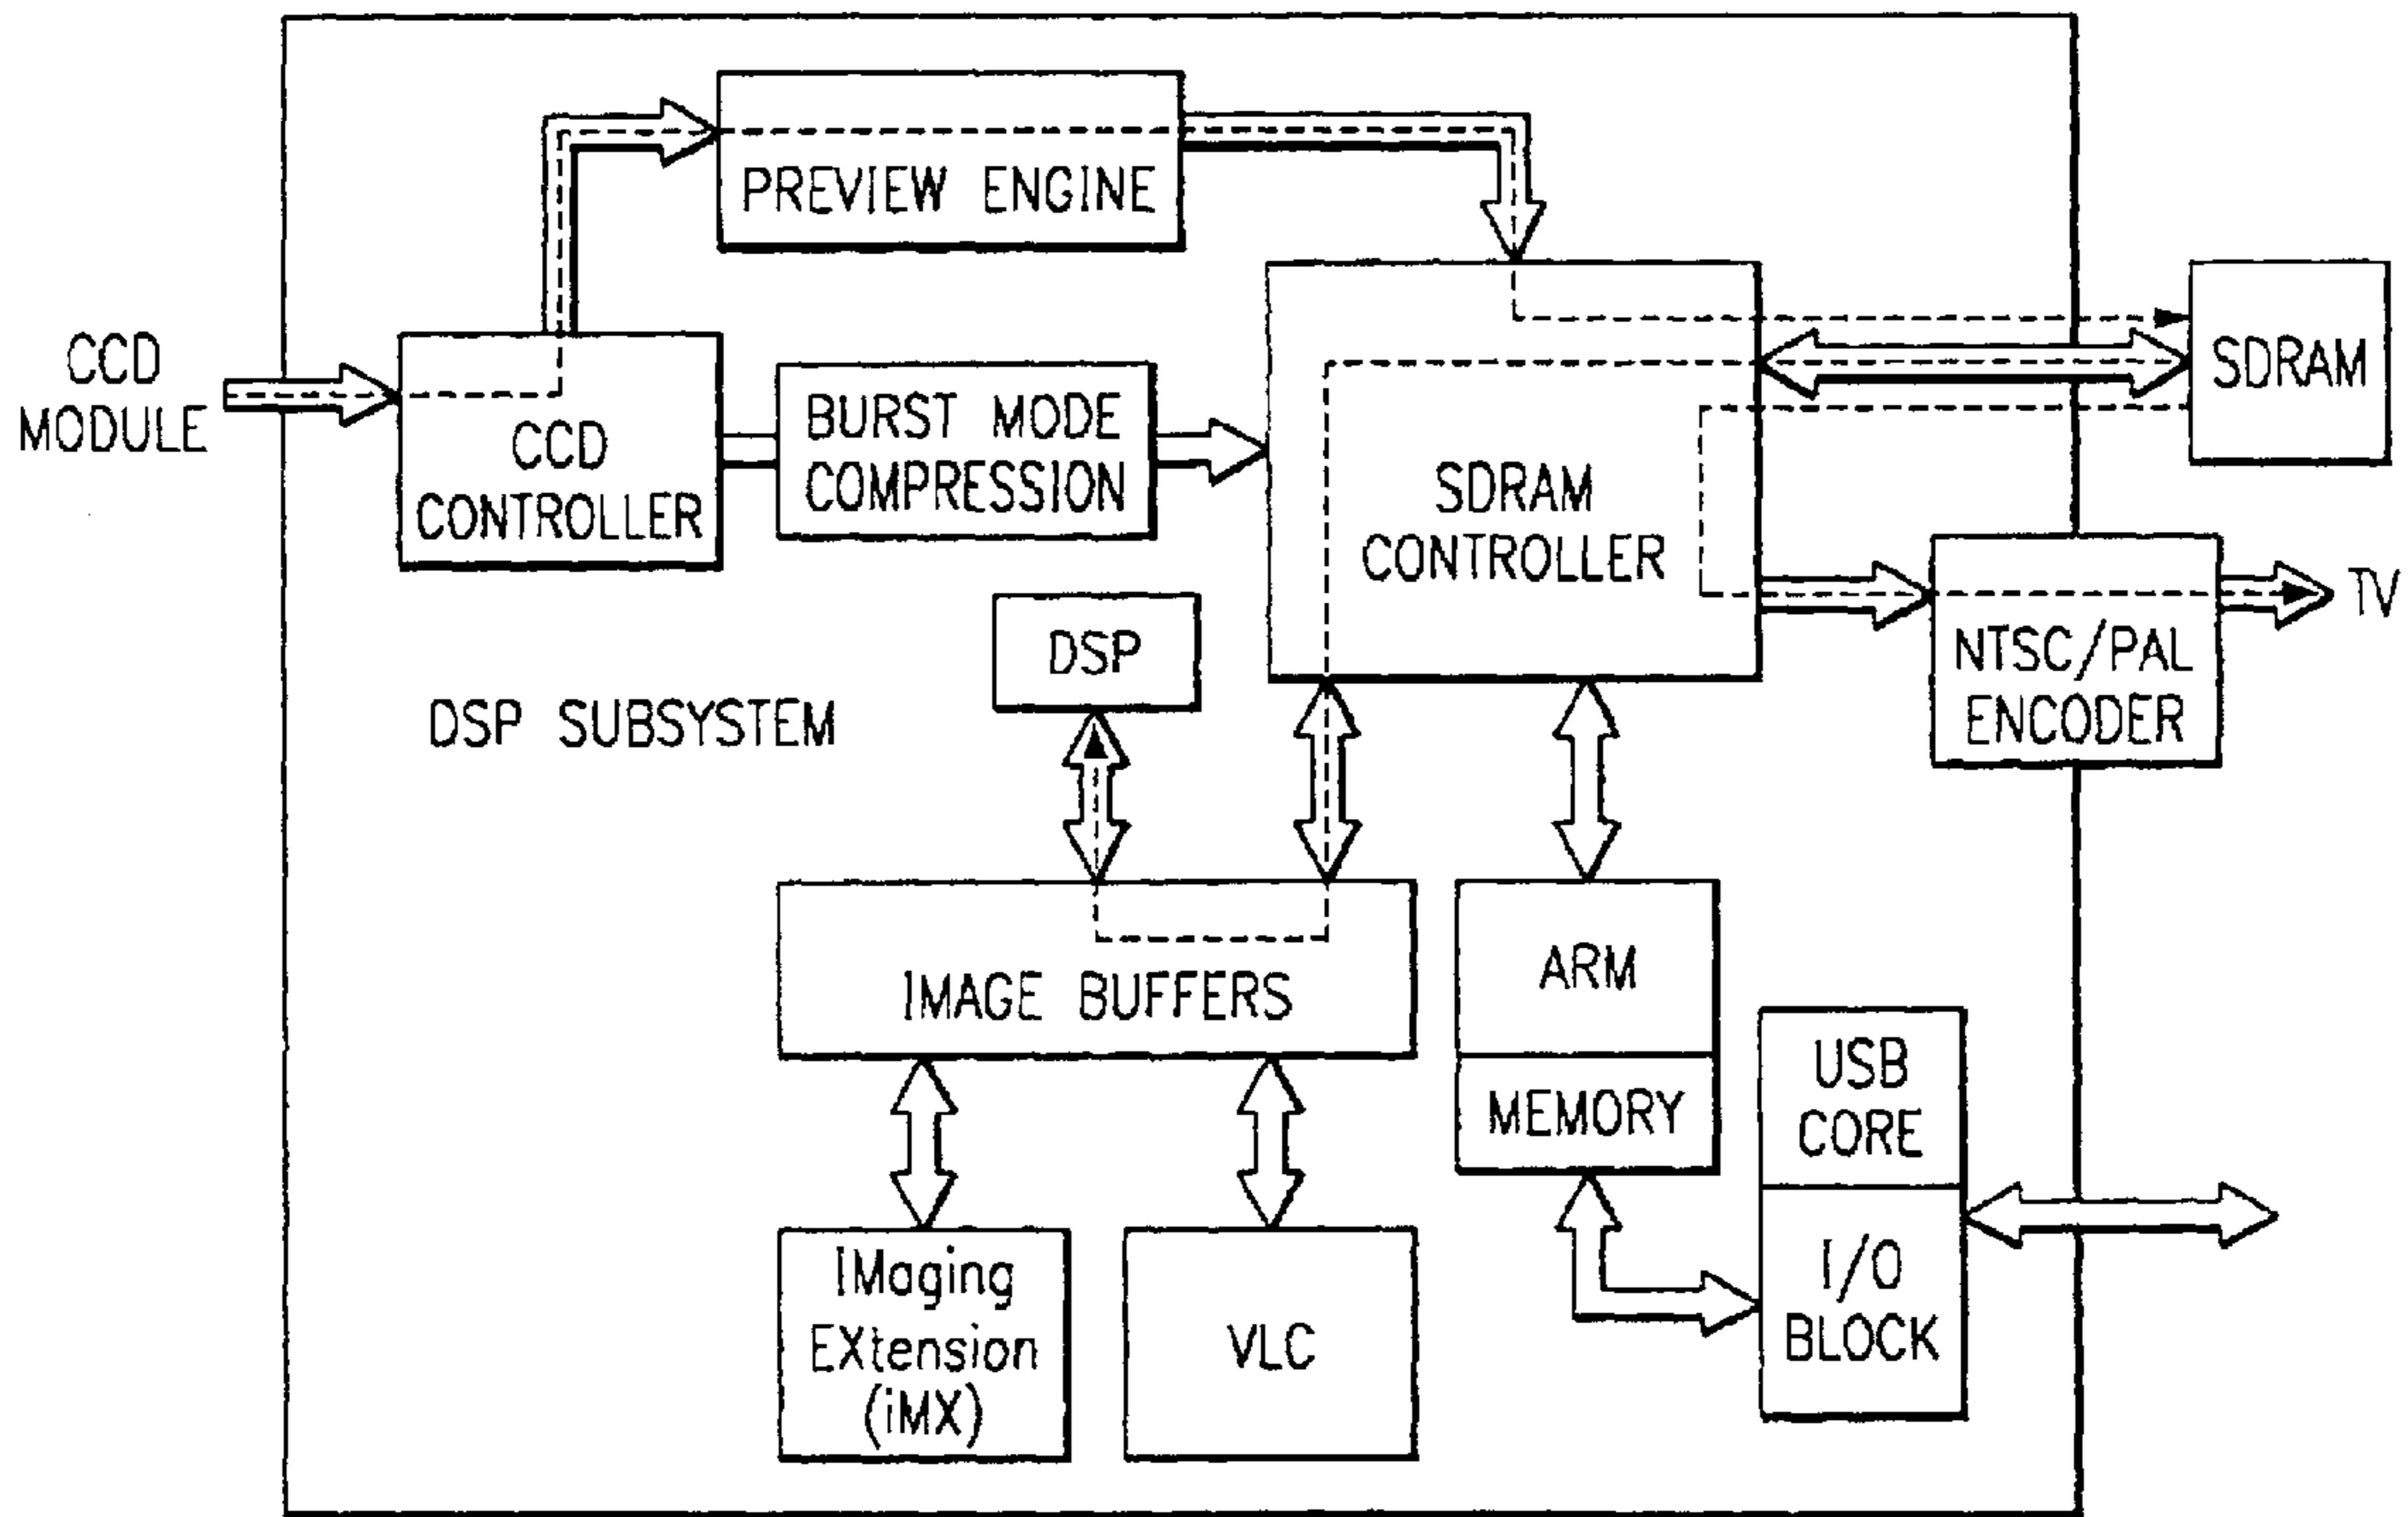 PREVIEW ENGINE
CCD
MODULE
CCD
CONTROLLER
BURST MODE
COMPRESSION
SDRAM
CONTROLLER
SDRAM
TV
NTSC/PAL
ENCODER
DSP
DSP SUBSYSTEM
IMAGE BUFFERS
ARM
MEMORY
USB
CORE
I/O
BLOCK
IMaging
EXtension
(iMX)
VLC